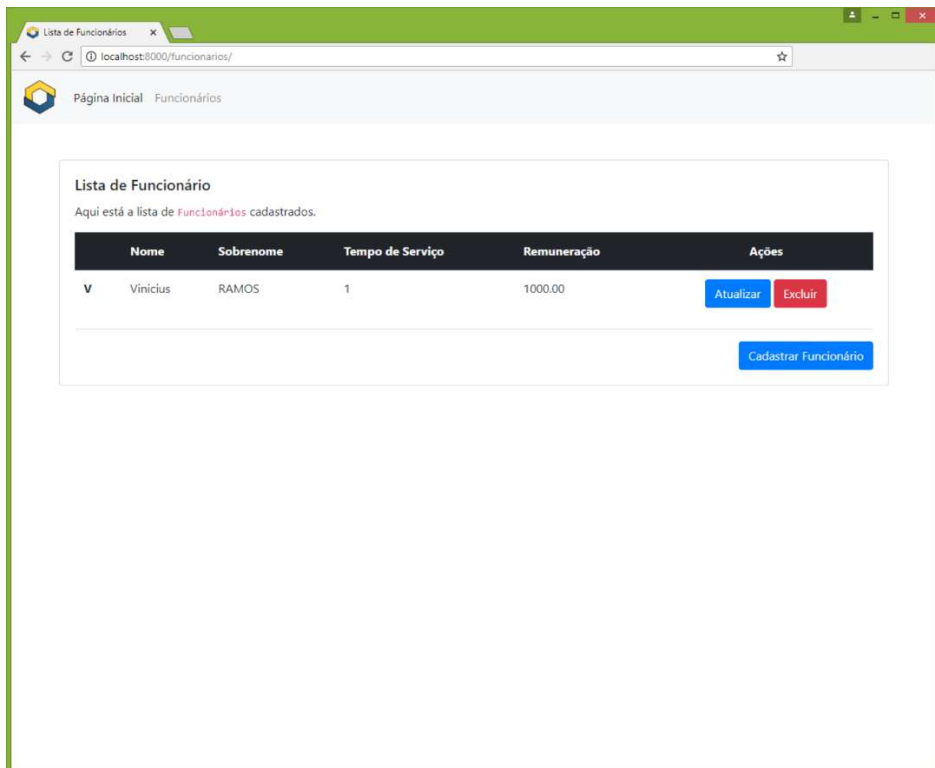 Lista de Funcionários
localhost:8000/funcionarios/
Página Inicial Funcionários
Lista de Funcionário
Aqui está a lista de Funcionários cadastrados.
Nome Sobrenome Tempo de Serviço Remuneração Ações
V Vinicius RAMOS 1 1000.00 Atualizar Excluir
Cadastrar Funcionário